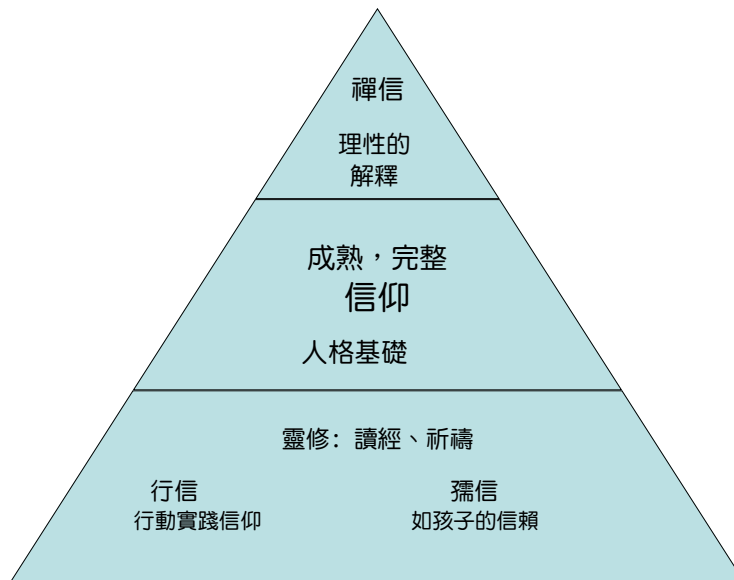 禪信
理性的
解釋
成熟，完整
信仰
人格基礎
靈修: 讀經、祈禱
行信
行動實踐信仰
孺信
如孩子的信賴